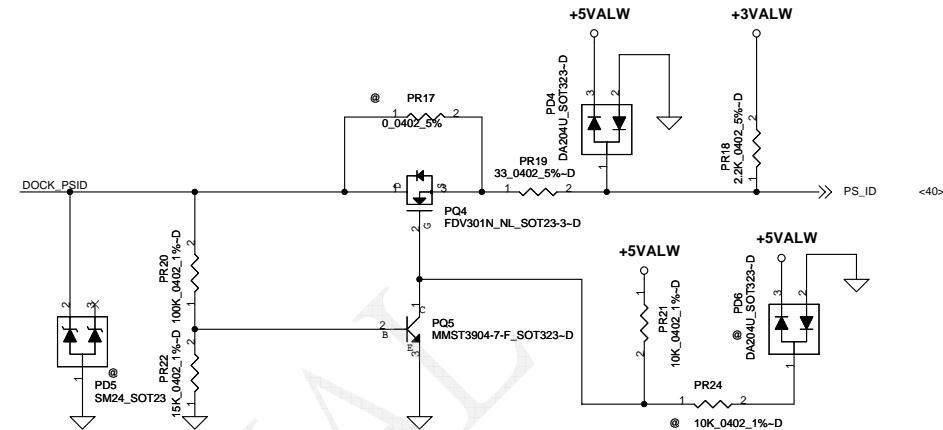 +5VALW
+3VALW
@
PR17
1
2
0_0402_5%
3
2
PD4
DA204U_SOT323~D
1
2
PR18
2.2K_0402_5%~D
1
DOCK_PSID
D
1
S
3
PR19
33_0402_5%~D
1
2
PS_ID
<40>
G
2
PQ4
FDV301N_NL_SOT23-3~D
2
PR20
100K_0402_1%~D
1
+5VALW
+5VALW
1
PR21
10K_0402_1%~D
2
3
2
@
PD6
DA204U_SOT323~D
1
2
3
1
@
PD5
SM24_SOT23
2
PR22
15K_0402_1%~D
1
2
B
1
C
E
3
PQ5
MMST3904-7-F_SOT323~D
PR24
1
2
@
10K_0402_1%~D